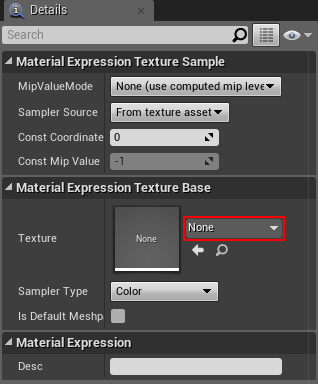 Details
Search
Material Expression Texture Sample
MipValueMode
None (use computed mip leve
Sampler Source
From texture asset
Const Coordinate
0
Const Mip Value
-1
Material Expression Texture Base
Texture
None
None
Sampler Type
Color
Is Default Meshp
Material Expression
Desc